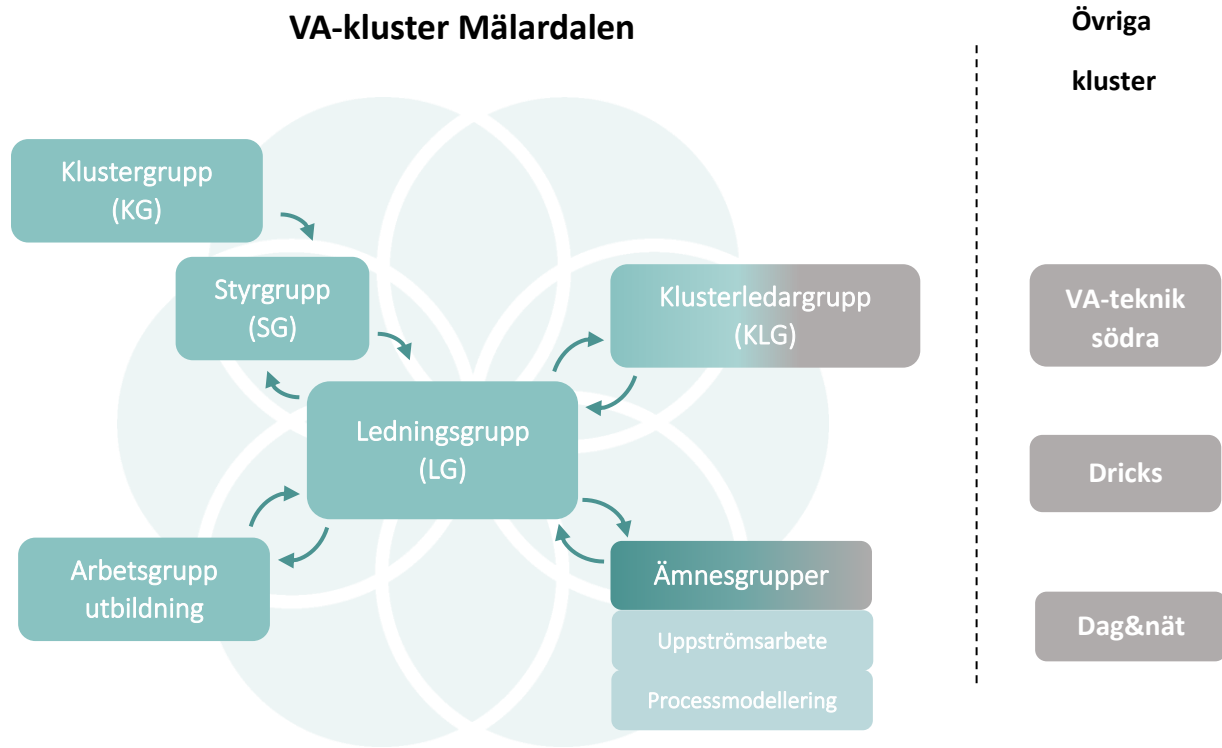 VA-kluster Mälardalen
Övriga
kluster
Klustergrupp
(KG)
Styrgrupp
(SG)
Klusterledargrupp
(KLG)
VA-teknik
södra
Ledningsgrupp
(LG)
Dricks
Arbetsgrupp
utbildning
Ämnesgrupper
Uppströmsarbete
Processmodellering
Dag&nät